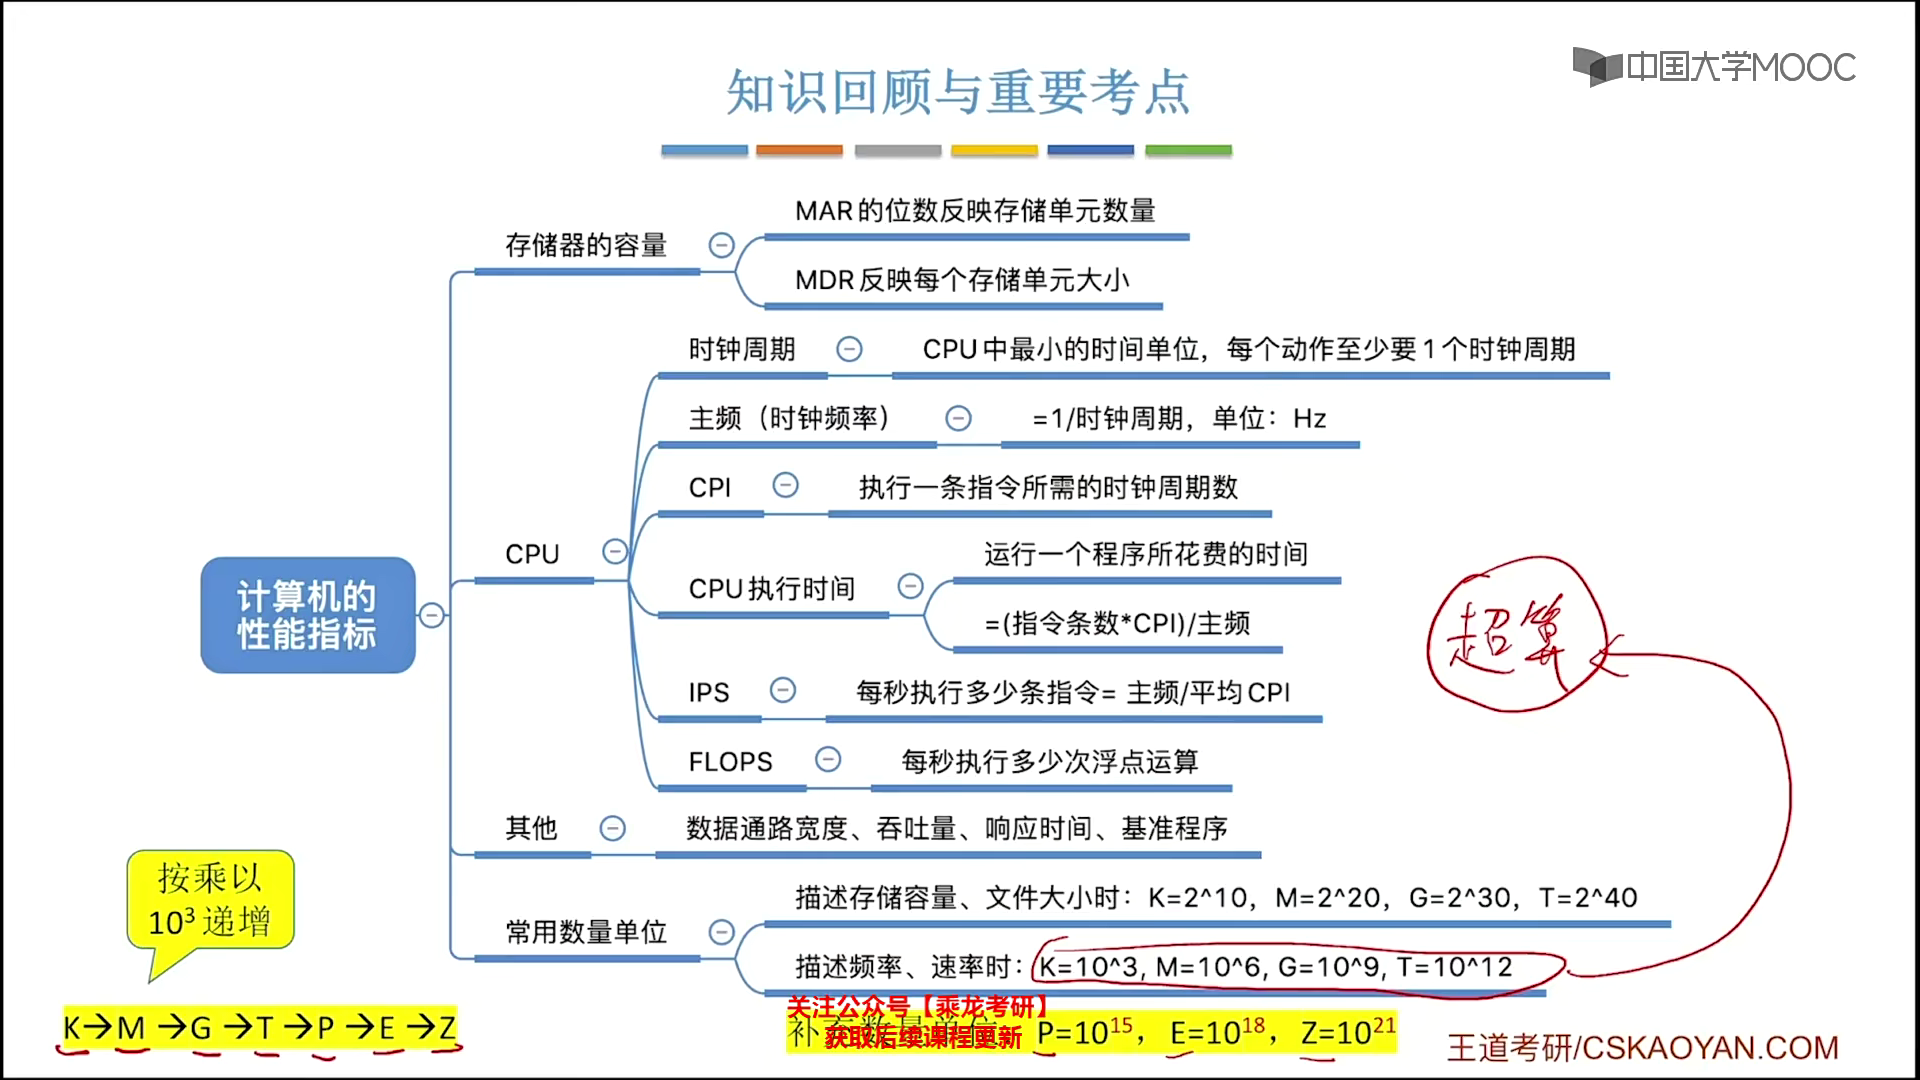 中国大学MOOC
知识回顾与重要考点
MAR的位数反映存储单元数量
存储器的容量
MDR反映每个存储单元大小
时钟周期
CPU中最小的时间单位，每个动作至少要1个时钟周期
主频（时钟频率）
=1/时钟周期，单位：Hz
CPI
执行一条指令所需的时钟周期数
CPU
运行一个程序所花费的时间
CPU执行时间
=(指令条数*CPI)/主频
计算机的
性能指标
超算
IPS
每秒执行多少条指令= 主频/平均CPI
FLOPS
每秒执行多少次浮点运算
其他
数据通路宽度、吞吐量、响应时间、基准程序
按乘以
10³递增
描述存储容量、文件大小时：K=2^10，M=2^20，G=2^30，T=2^40
常用数量单位
描述频率、速率时：K=10^3, M=10^6, G=10^9, T=10^12
关注公众号【乘龙考研】
获取后续课程更新
K→M→G→T→P→E→Z
补充数量单位 P=10¹⁵，E=10¹⁸，Z=10²¹
王道考研/CSKAOYAN.COM